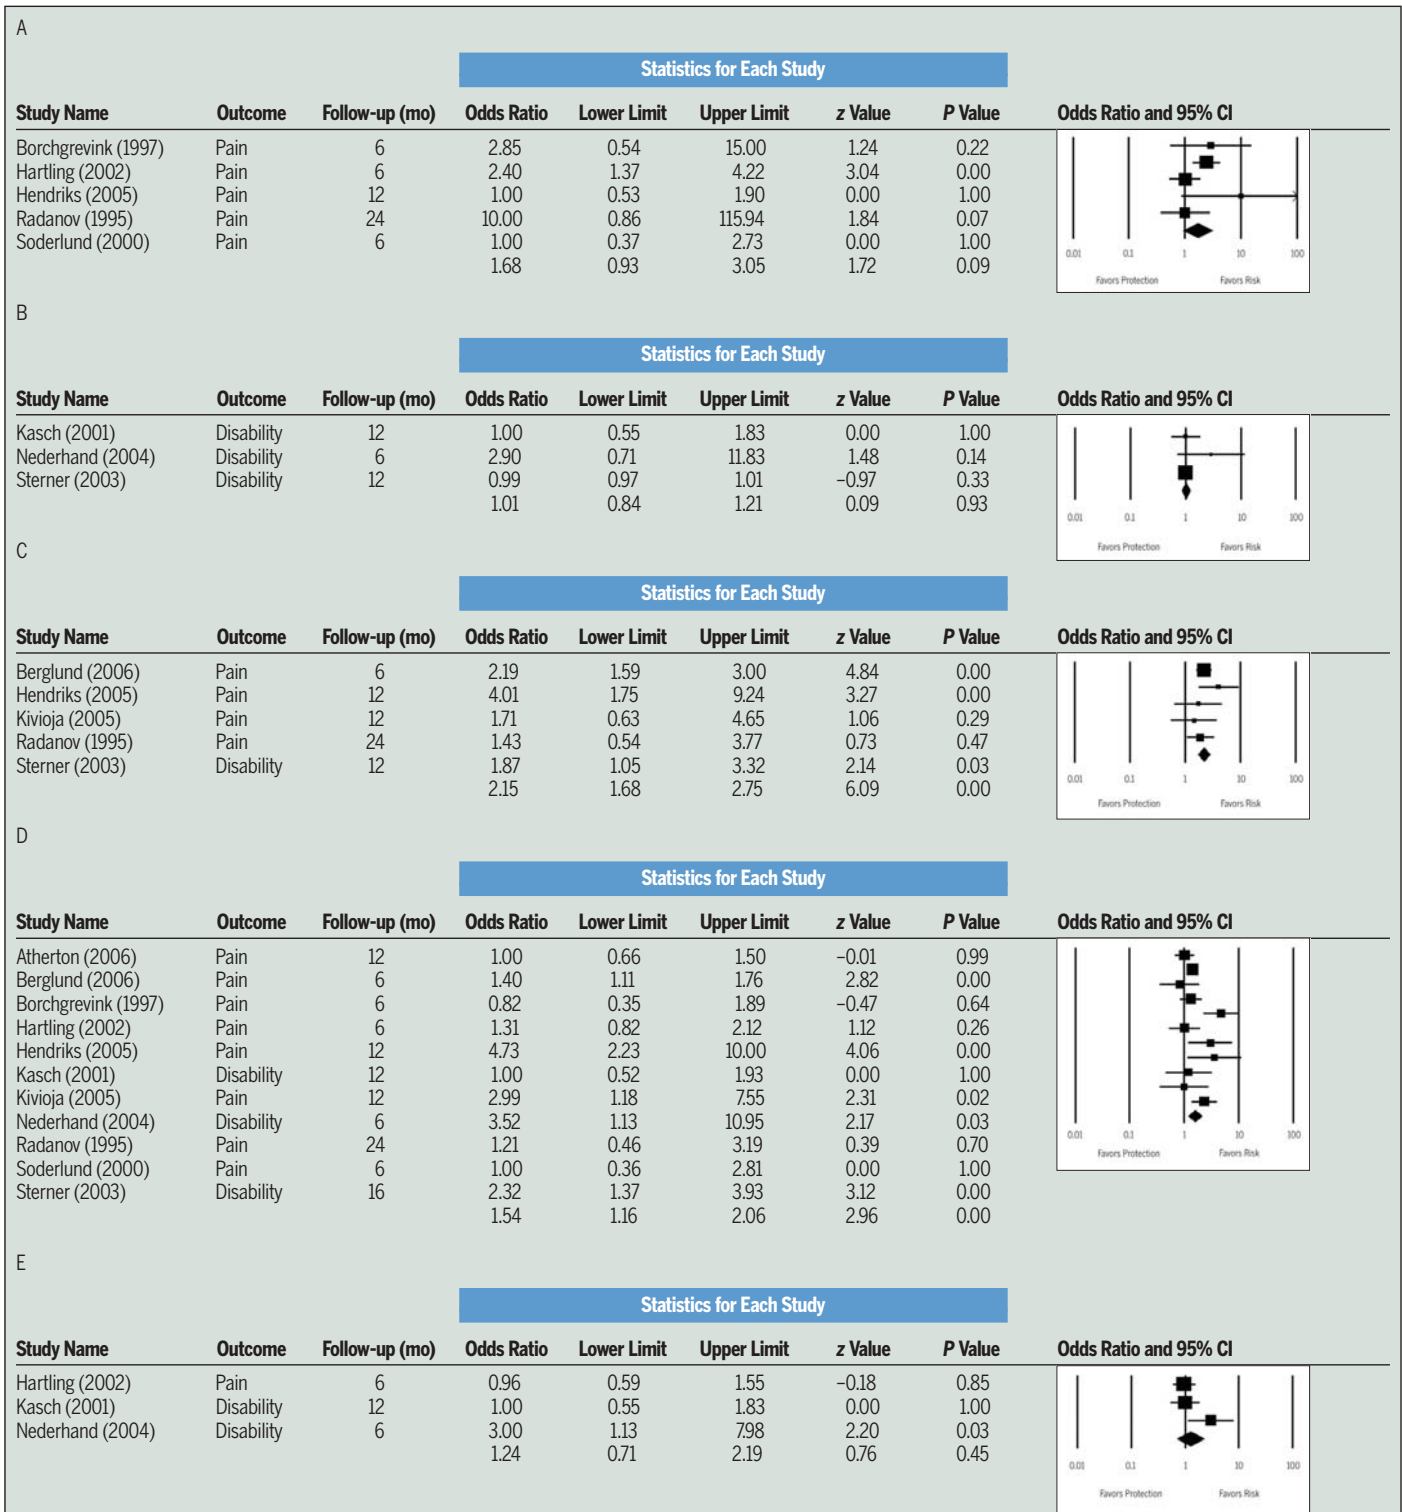 A
Statistics for Each Study
Study Name Outcome Follow-up (mo) Odds Ratio Lower Limit Upper Limit z Value P Value Odds Ratio and 95% CI
Borchgrevink (1997) Pain 6 2.85 0.54 15.00 1.24 0.22
Hartling (2002) Pain 6 2.40 1.37 4.22 3.04 0.00
Hendriks (2005) Pain 12 1.00 0.53 1.90 0.00 1.00
Radanov (1995) Pain 24 10.00 0.86 115.94 1.84 0.07
Soderlund (2000) Pain 6 1.00 0.37 2.73 0.00 1.00
1.68 0.93 3.05 1.72 0.09
0.01 0.1 1 10 100
Favors Protection Favors Risk
B
Statistics for Each Study
Study Name Outcome Follow-up (mo) Odds Ratio Lower Limit Upper Limit z Value P Value Odds Ratio and 95% CI
Kasch (2001) Disability 12 1.00 0.55 1.83 0.00 1.00
Nederhand (2004) Disability 6 2.90 0.71 11.83 1.48 0.14
Sterner (2003) Disability 12 0.99 0.97 1.01 –0.97 0.33
1.01 0.84 1.21 0.09 0.93
0.01 0.1 1 10 100
Favors Protection Favors Risk
C
Statistics for Each Study
Study Name Outcome Follow-up (mo) Odds Ratio Lower Limit Upper Limit z Value P Value Odds Ratio and 95% CI
Berglund (2006) Pain 6 2.19 1.59 3.00 4.84 0.00
Hendriks (2005) Pain 12 4.01 1.75 9.24 3.27 0.00
Kivioja (2005) Pain 12 1.71 0.63 4.65 1.06 0.29
Radanov (1995) Pain 24 1.43 0.54 3.77 0.73 0.47
Sterner (2003) Disability 12 1.87 1.05 3.32 2.14 0.03
2.15 1.68 2.75 6.09 0.00
0.01 0.1 1 10 100
Favors Protection Favors Risk
D
Statistics for Each Study
Study Name Outcome Follow-up (mo) Odds Ratio Lower Limit Upper Limit z Value P Value Odds Ratio and 95% CI
Atherton (2006) Pain 12 1.00 0.66 1.50 –0.01 0.99
Berglund (2006) Pain 6 1.40 1.11 1.76 2.82 0.00
Borchgrevink (1997) Pain 6 0.82 0.35 1.89 –0.47 0.64
Hartling (2002) Pain 6 1.31 0.82 2.12 1.12 0.26
Hendriks (2005) Pain 12 4.73 2.23 10.00 4.06 0.00
Kasch (2001) Disability 12 1.00 0.52 1.93 0.00 1.00
Kivioja (2005) Pain 12 2.99 1.18 7.55 2.31 0.02
Nederhand (2004) Disability 6 3.52 1.13 10.95 2.17 0.03
Radanov (1995) Pain 24 1.21 0.46 3.19 0.39 0.70
Soderlund (2000) Pain 6 1.00 0.36 2.81 0.00 1.00
Sterner (2003) Disability 16 2.32 1.37 3.93 3.12 0.00
1.54 1.16 2.06 2.96 0.00
0.01 0.1 1 10 100
Favors Protection Favors Risk
E
Statistics for Each Study
Study Name Outcome Follow-up (mo) Odds Ratio Lower Limit Upper Limit z Value P Value Odds Ratio and 95% CI
Hartling (2002) Pain 6 0.96 0.59 1.55 –0.18 0.85
Kasch (2001) Disability 12 1.00 0.55 1.83 0.00 1.00
Nederhand (2004) Disability 6 3.00 1.13 7.98 2.20 0.03
1.24 0.71 2.19 0.76 0.45
0.01 0.1 1 10 100
Favors Protection Favors Risk